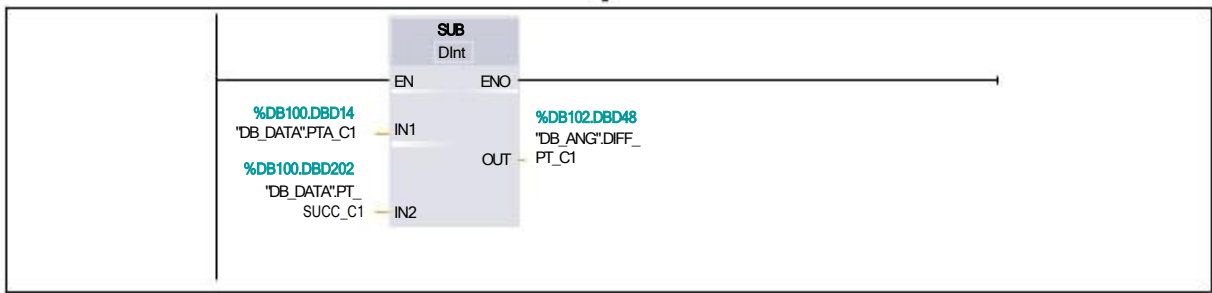 SUB
DInt
EN ENO
%DB100.DBD14
"DB_DATA".PTA_C1
IN1
%DB102.DBD48
"DB_ANG".DIFF_
PT_C1
OUT
%DB100.DBD202
"DB_DATA".PT_
SUCC_C1
IN2